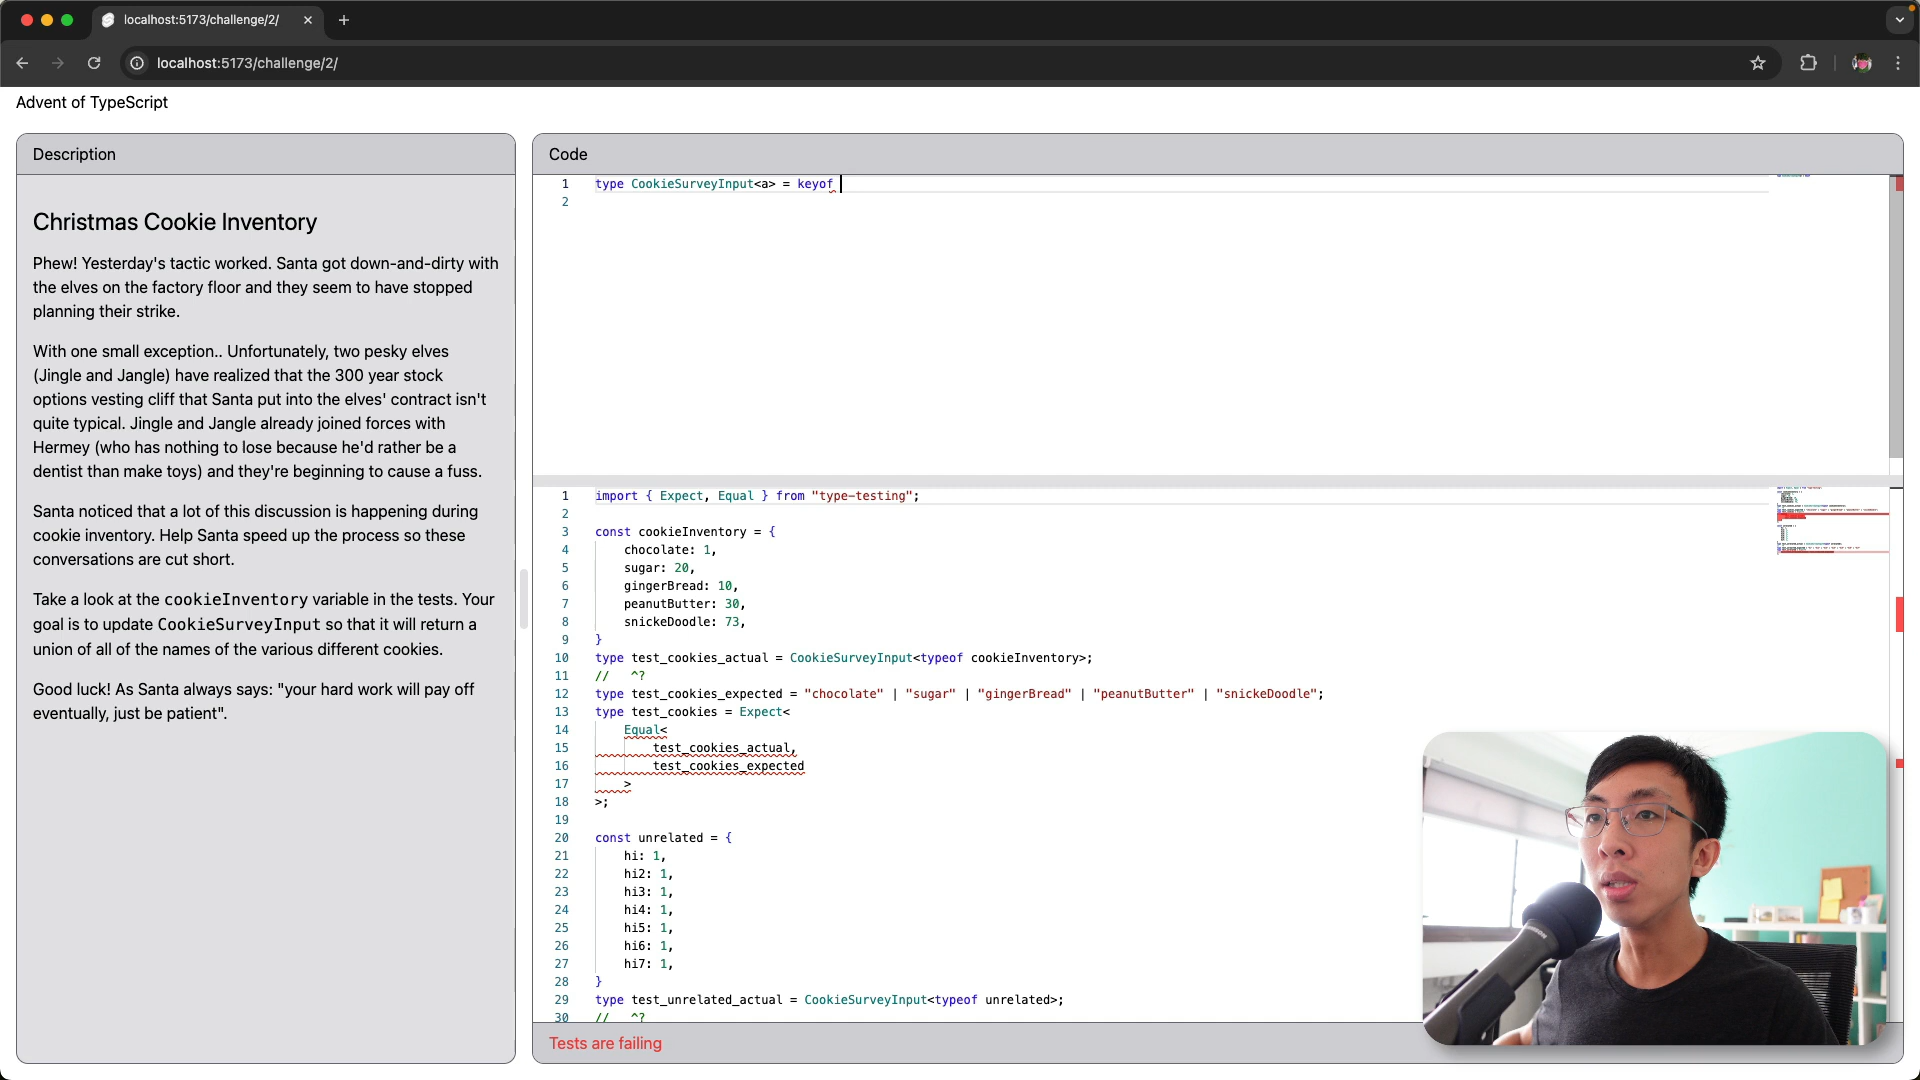 localhost:5173/challenge/2/
localhost:5173/challenge/2/
Advent of TypeScript
Description
Christmas Cookie Inventory
Phew! Yesterday's tactic worked. Santa got down-and-dirty with
the elves on the factory floor and they seem to have stopped
planning their strike.
With one small exception.. Unfortunately, two pesky elves
(Jingle and Jangle) have realized that the 300 year stock
options vesting cliff that Santa put into the elves' contract isn't
quite typical. Jingle and Jangle already joined forces with
Hermey (who has nothing to lose because he'd rather be a
dentist than make toys) and they're beginning to cause a fuss.
Santa noticed that a lot of this discussion is happening during
cookie inventory. Help Santa speed up the process so these
conversations are cut short.
Take a look at the cookieInventory variable in the tests. Your
goal is to update CookieSurveyInput so that it will return a
union of all of the names of the various different cookies.
Good luck! As Santa always says: "your hard work will pay off
eventually, just be patient".
Code
1 type CookieSurveyInput<a> = keyof
2
1 import { Expect, Equal } from "type-testing";
2
3 const cookieInventory = {
4 chocolate: 1,
5 sugar: 20,
6 gingerBread: 10,
7 peanutButter: 30,
8 snickeDoodle: 73,
9 }
10 type test_cookies_actual = CookieSurveyInput<typeof cookieInventory>;
11 // ^?
12 type test_cookies_expected = "chocolate" | "sugar" | "gingerBread" | "peanutButter" | "snickeDoodle";
13 type test_cookies = Expect<
14 Equal<
15 test_cookies_actual,
16 test_cookies_expected
17 >
18 >;
19
20 const unrelated = {
21 hi: 1,
22 hi2: 1,
23 hi3: 1,
24 hi4: 1,
25 hi5: 1,
26 hi6: 1,
27 hi7: 1,
28 }
29 type test_unrelated_actual = CookieSurveyInput<typeof unrelated>;
30 // ^?
Tests are failing